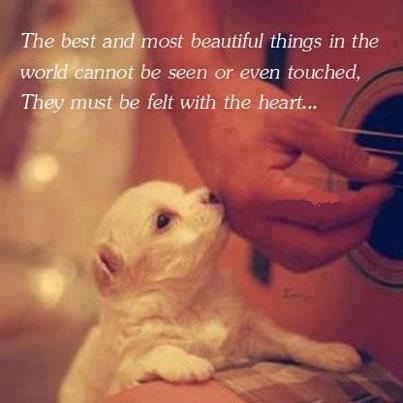 The best and most beautiful things in the
world cannot be seen or even touched,
They must be felt with the heart...